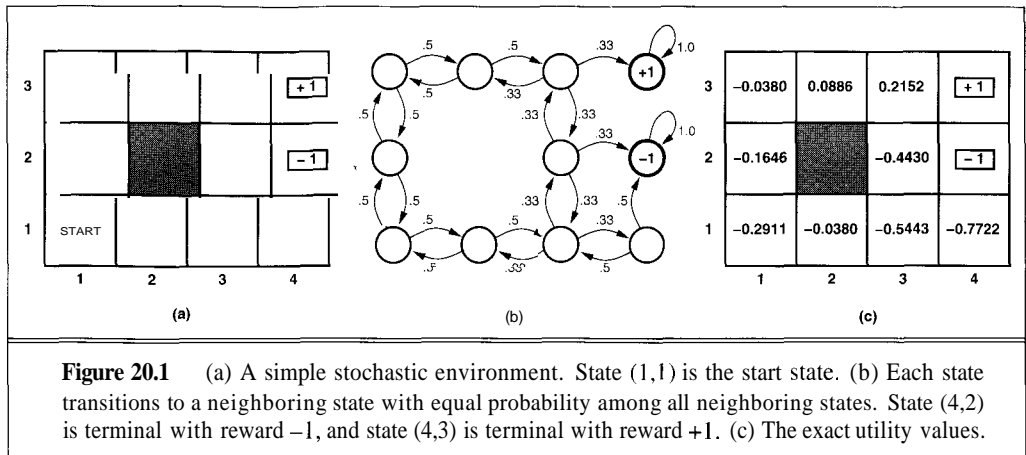 3
+1
2
−1
1 START
1 2 3 4
(a)
.5 .5 .33 1.0
+1
.5 .33
.5 .5 .33 .33 .33 1.0
−1
.5 .5 .33 .33 .5
.5 .5 .33
.5
(b)
3 −0.0380 0.0886 0.2152 +1
2 −0.1646 −0.4430 −1
1 −0.2911 −0.0380 −0.5443 −0.7722
1 2 3 4
(c)
Figure 20.1 (a) A simple stochastic environment. State (1,1) is the start state. (b) Each state
transitions to a neighboring state with equal probability among all neighboring states. State (4,2)
is terminal with reward –1, and state (4,3) is terminal with reward +1. (c) The exact utility values.